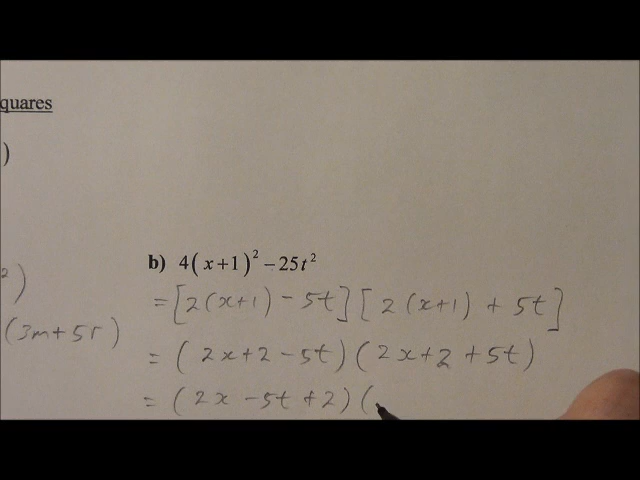 quares
)
²)
(3m+5r)
b) 4(x+1)² −25t²
= [2(x+1) − 5t] [2(x+1) + 5t]
= (2x+2−5t)(2x+2+5t)
= (2x −5t +2)(